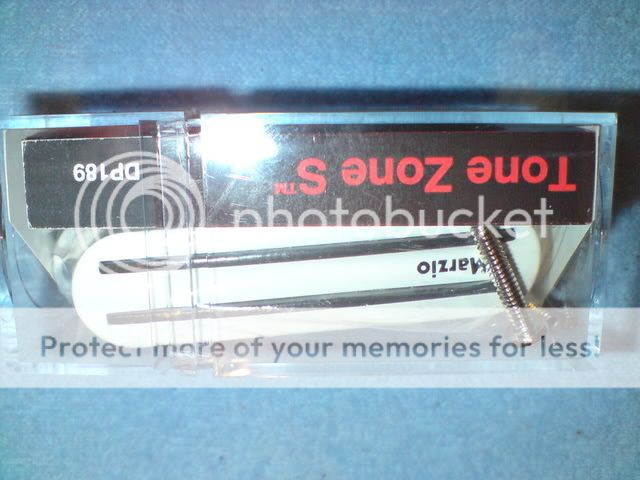 Tone Zone S™
DP189
Marzio
photobucket
Protect more of your memories for less!